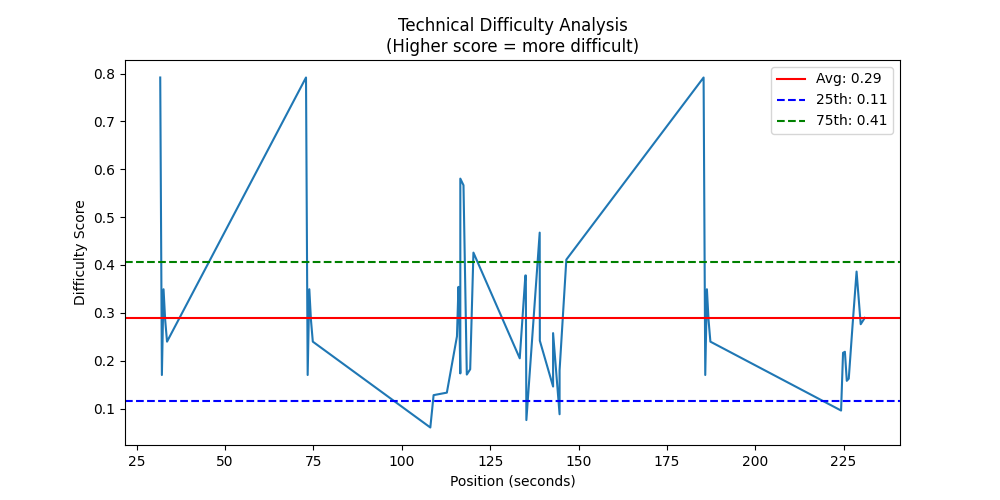 Technical Difficulty Analysis
(Higher score = more difficult)
Avg: 0.29
25th: 0.11
75th: 0.41
Difficulty Score
0.8
0.7
0.6
0.5
0.4
0.3
0.2
0.1
25 50 75 100 125 150 175 200 225
Position (seconds)